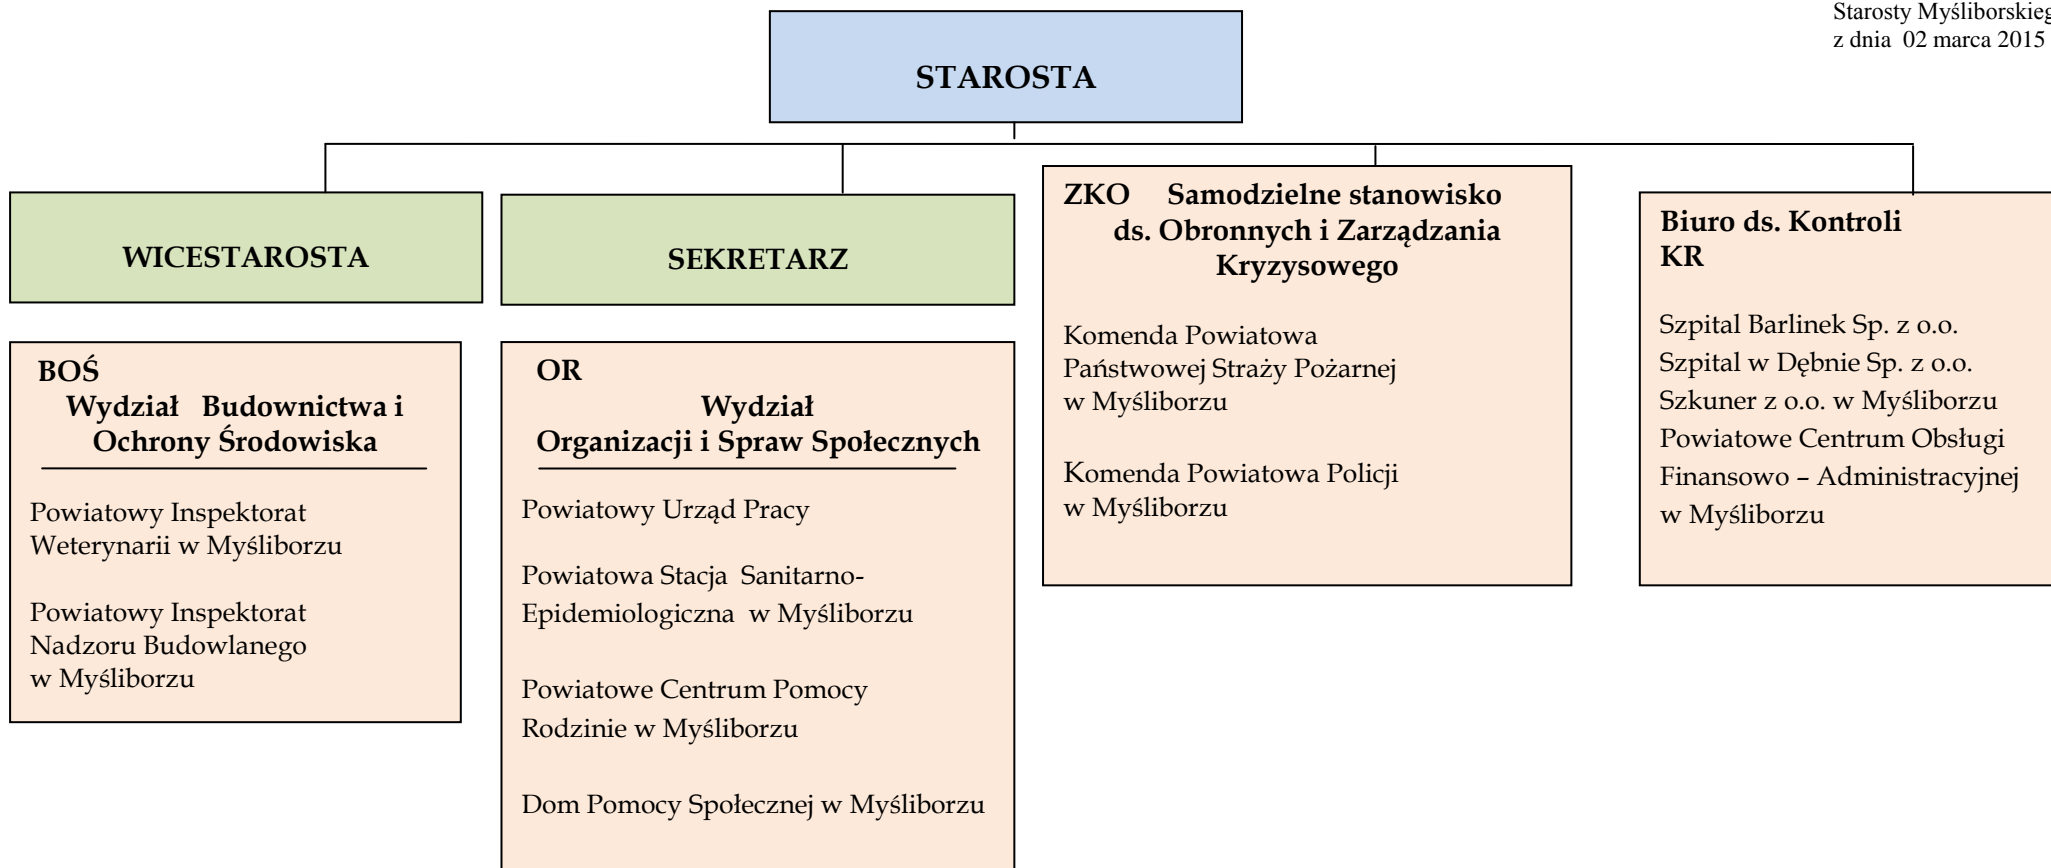 Starosty Myśliborskieg
z dnia 02 marca 2015
STAROSTA
WICESTAROSTA
SEKRETARZ
ZKO Samodzielne stanowisko
ds. Obronnych i Zarządzania
Kryzysowego
Komenda Powiatowa
Państwowej Straży Pożarnej
w Myśliborzu
Komenda Powiatowa Policji
w Myśliborzu
Biuro ds. Kontroli
KR
Szpital Barlinek Sp. z o.o.
Szpital w Dębnie Sp. z o.o.
Szkuner z o.o. w Myśliborzu
Powiatowe Centrum Obsługi
Finansowo – Administracyjnej
w Myśliborzu
BOŚ
Wydział Budownictwa i
Ochrony Środowiska
Powiatowy Inspektorat
Weterynarii w Myśliborzu
Powiatowy Inspektorat
Nadzoru Budowlanego
w Myśliborzu
OR
Wydział
Organizacji i Spraw Społecznych
Powiatowy Urząd Pracy
Powiatowa Stacja Sanitarno-
Epidemiologiczna w Myśliborzu
Powiatowe Centrum Pomocy
Rodzinie w Myśliborzu
Dom Pomocy Społecznej w Myśliborzu